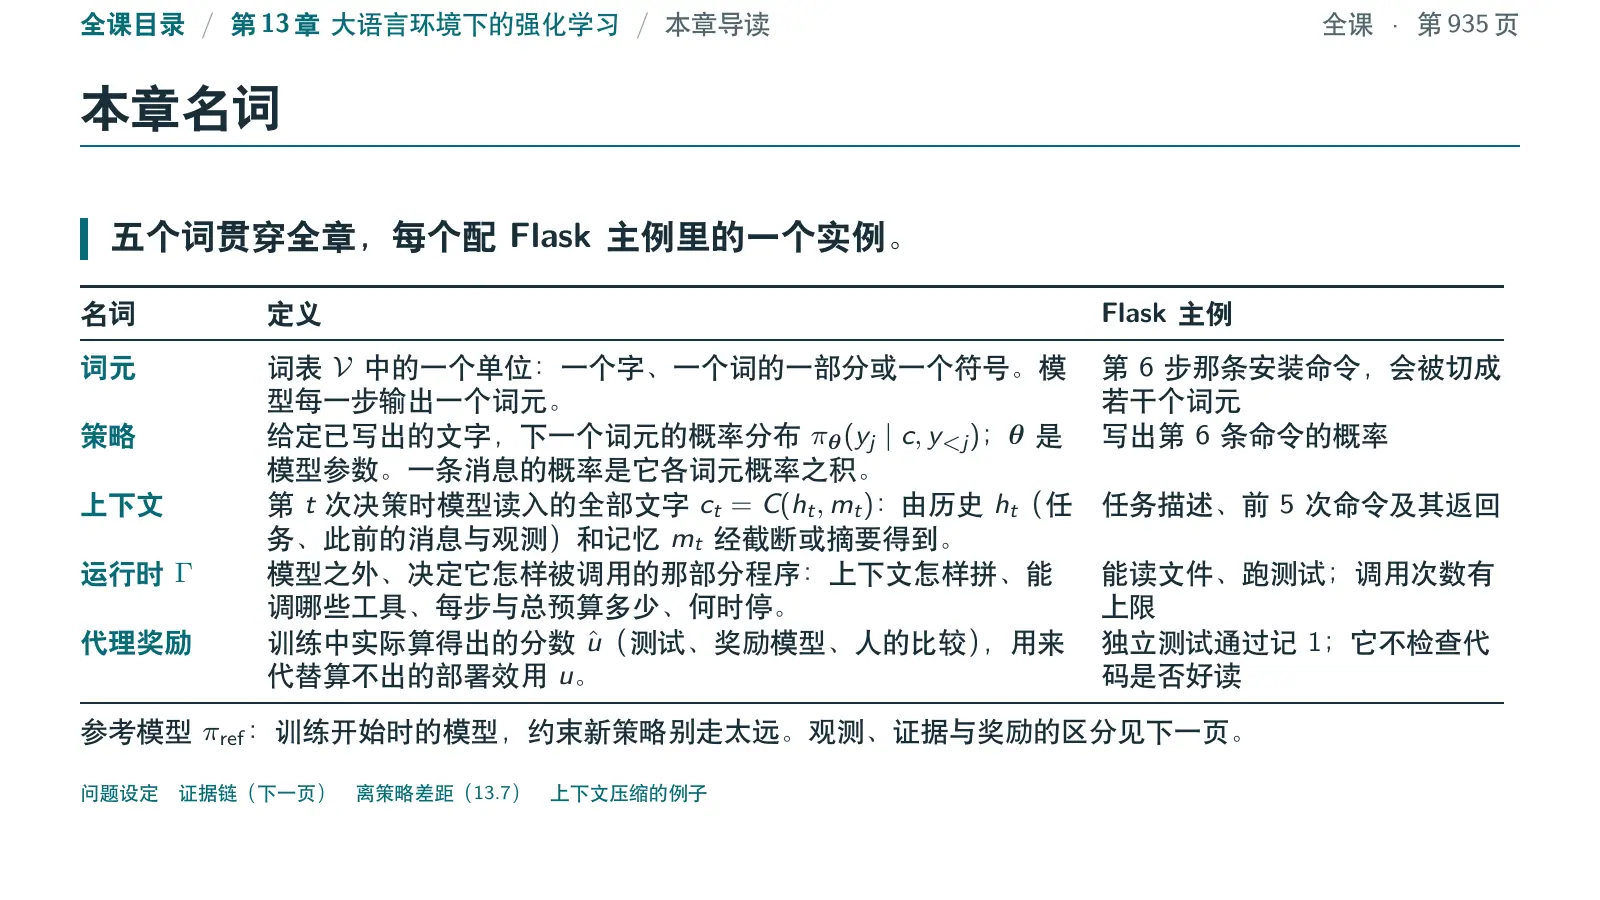 全课目录 / 第 13 章 大语言环境下的强化学习 / 本章导读
全课 · 第 935 页
本章名词
五个词贯穿全章，每个配 Flask 主例里的一个实例。
名词 定义 Flask 主例
词元 词表 𝒱 中的一个单位：一个字、一个词的一部分或一个符号。模 第 6 步那条安装命令，会被切成
型每一步输出一个词元。 若干个词元
策略 给定已写出的文字，下一个词元的概率分布 π_θ(y_j | c, y_{<j})；θ 是 写出第 6 条命令的概率
模型参数。一条消息的概率是它各词元概率之积。
上下文 第 t 次决策时模型读入的全部文字 c_t = C(h_t, m_t)：由历史 h_t（任 任务描述、前 5 次命令及其返回
务、此前的消息与观测）和记忆 m_t 经截断或摘要得到。
运行时 Γ 模型之外、决定它怎样被调用的那部分程序：上下文怎样拼、能 能读文件、跑测试；调用次数有
调哪些工具、每步与总预算多少、何时停。 上限
代理奖励 训练中实际算得出的分数 û（测试、奖励模型、人的比较），用来 独立测试通过记 1；它不检查代
代替算不出的部署效用 u。 码是否好读
参考模型 π_ref：训练开始时的模型，约束新策略别走太远。观测、证据与奖励的区分见下一页。
问题设定 证据链（下一页） 离策略差距（13.7） 上下文压缩的例子